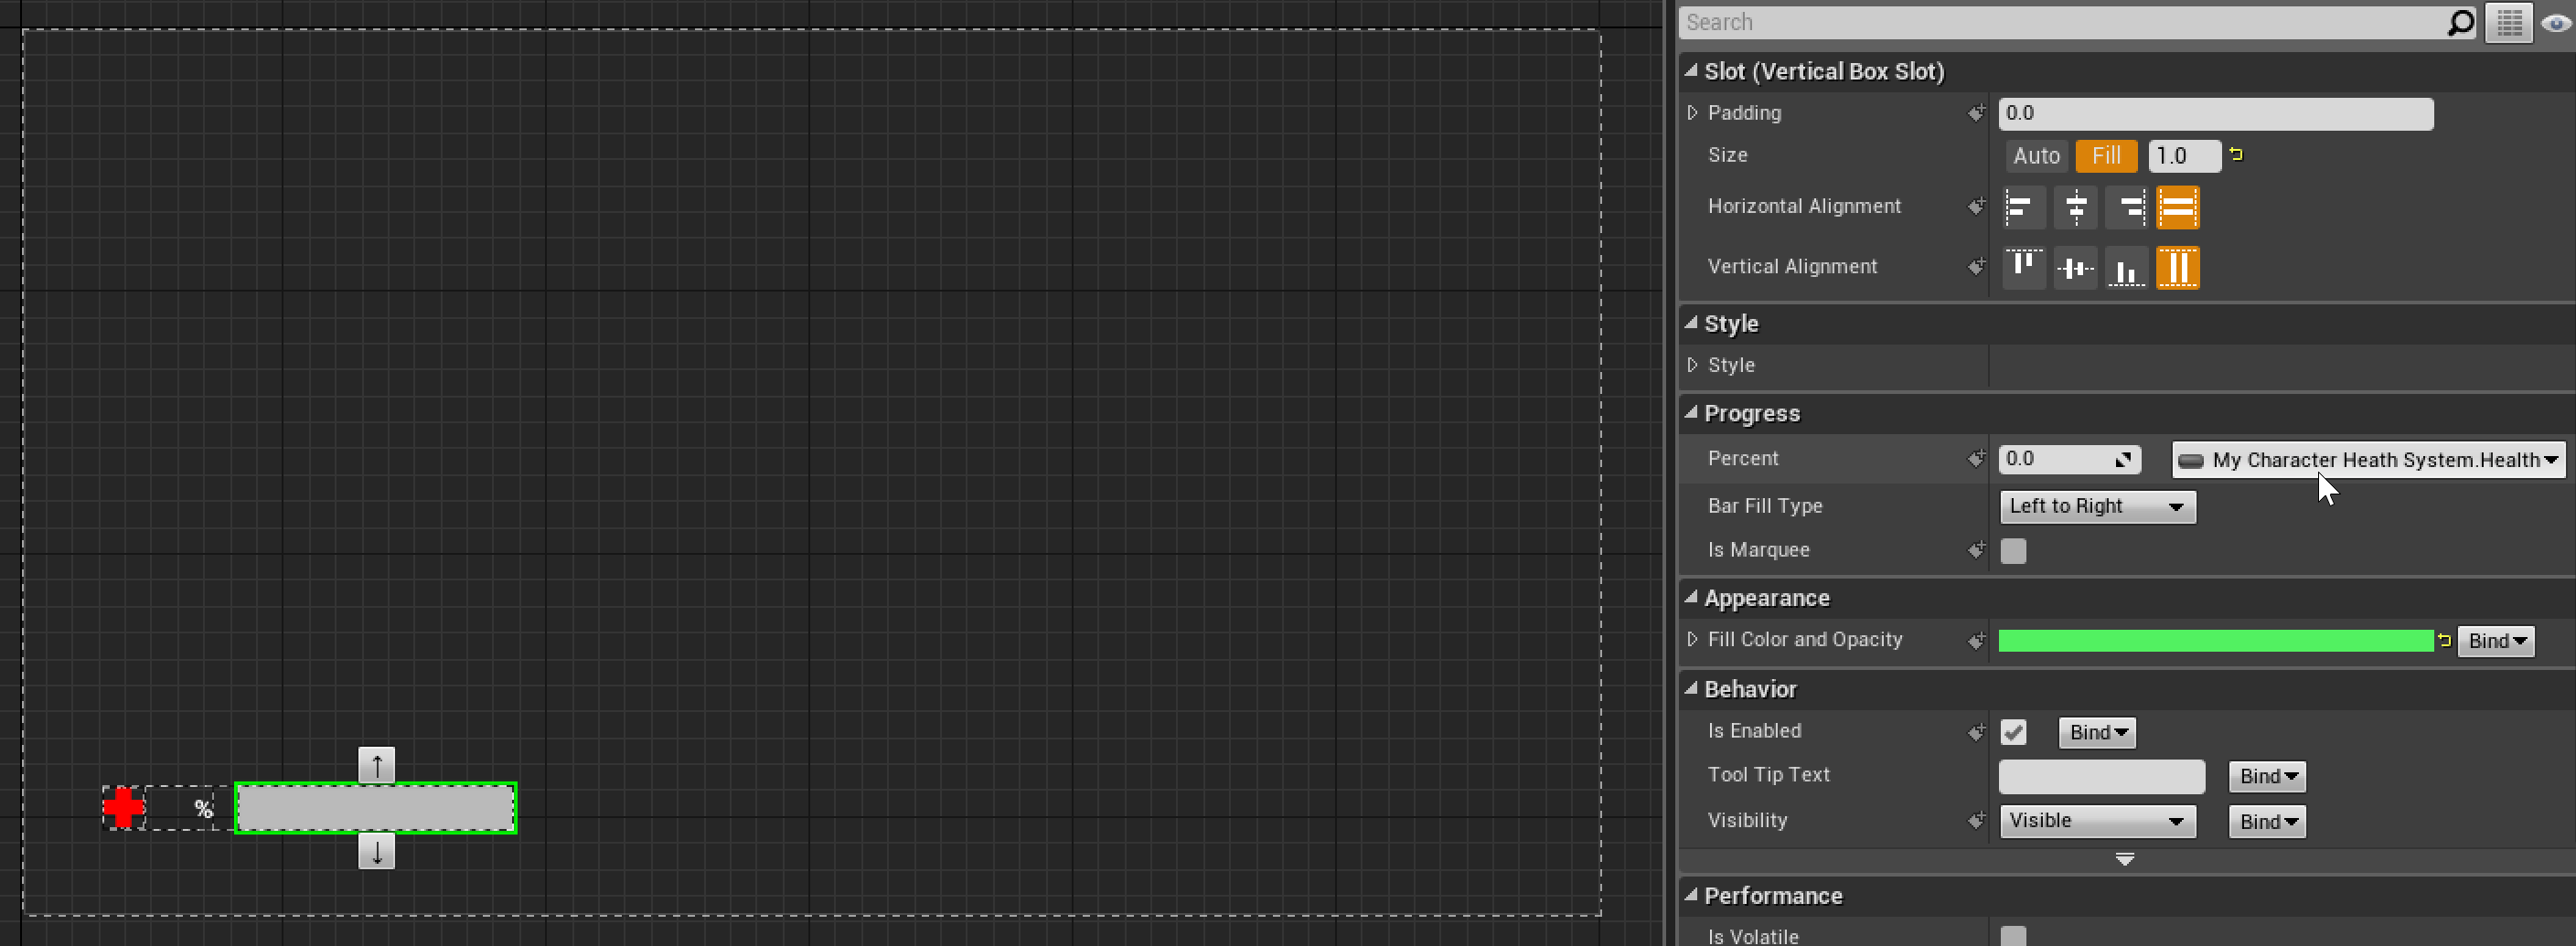 Search
Slot (Vertical Box Slot)
Padding 0.0
Size Auto Fill 1.0
Horizontal Alignment
Vertical Alignment
Style
Style
Progress
Percent 0.0 My Character Heath System.Health
Bar Fill Type Left to Right
Is Marquee
Appearance
Fill Color and Opacity Bind
Behavior
Is Enabled Bind
Tool Tip Text Bind
Visibility Visible Bind
Performance
Is Volatile
%